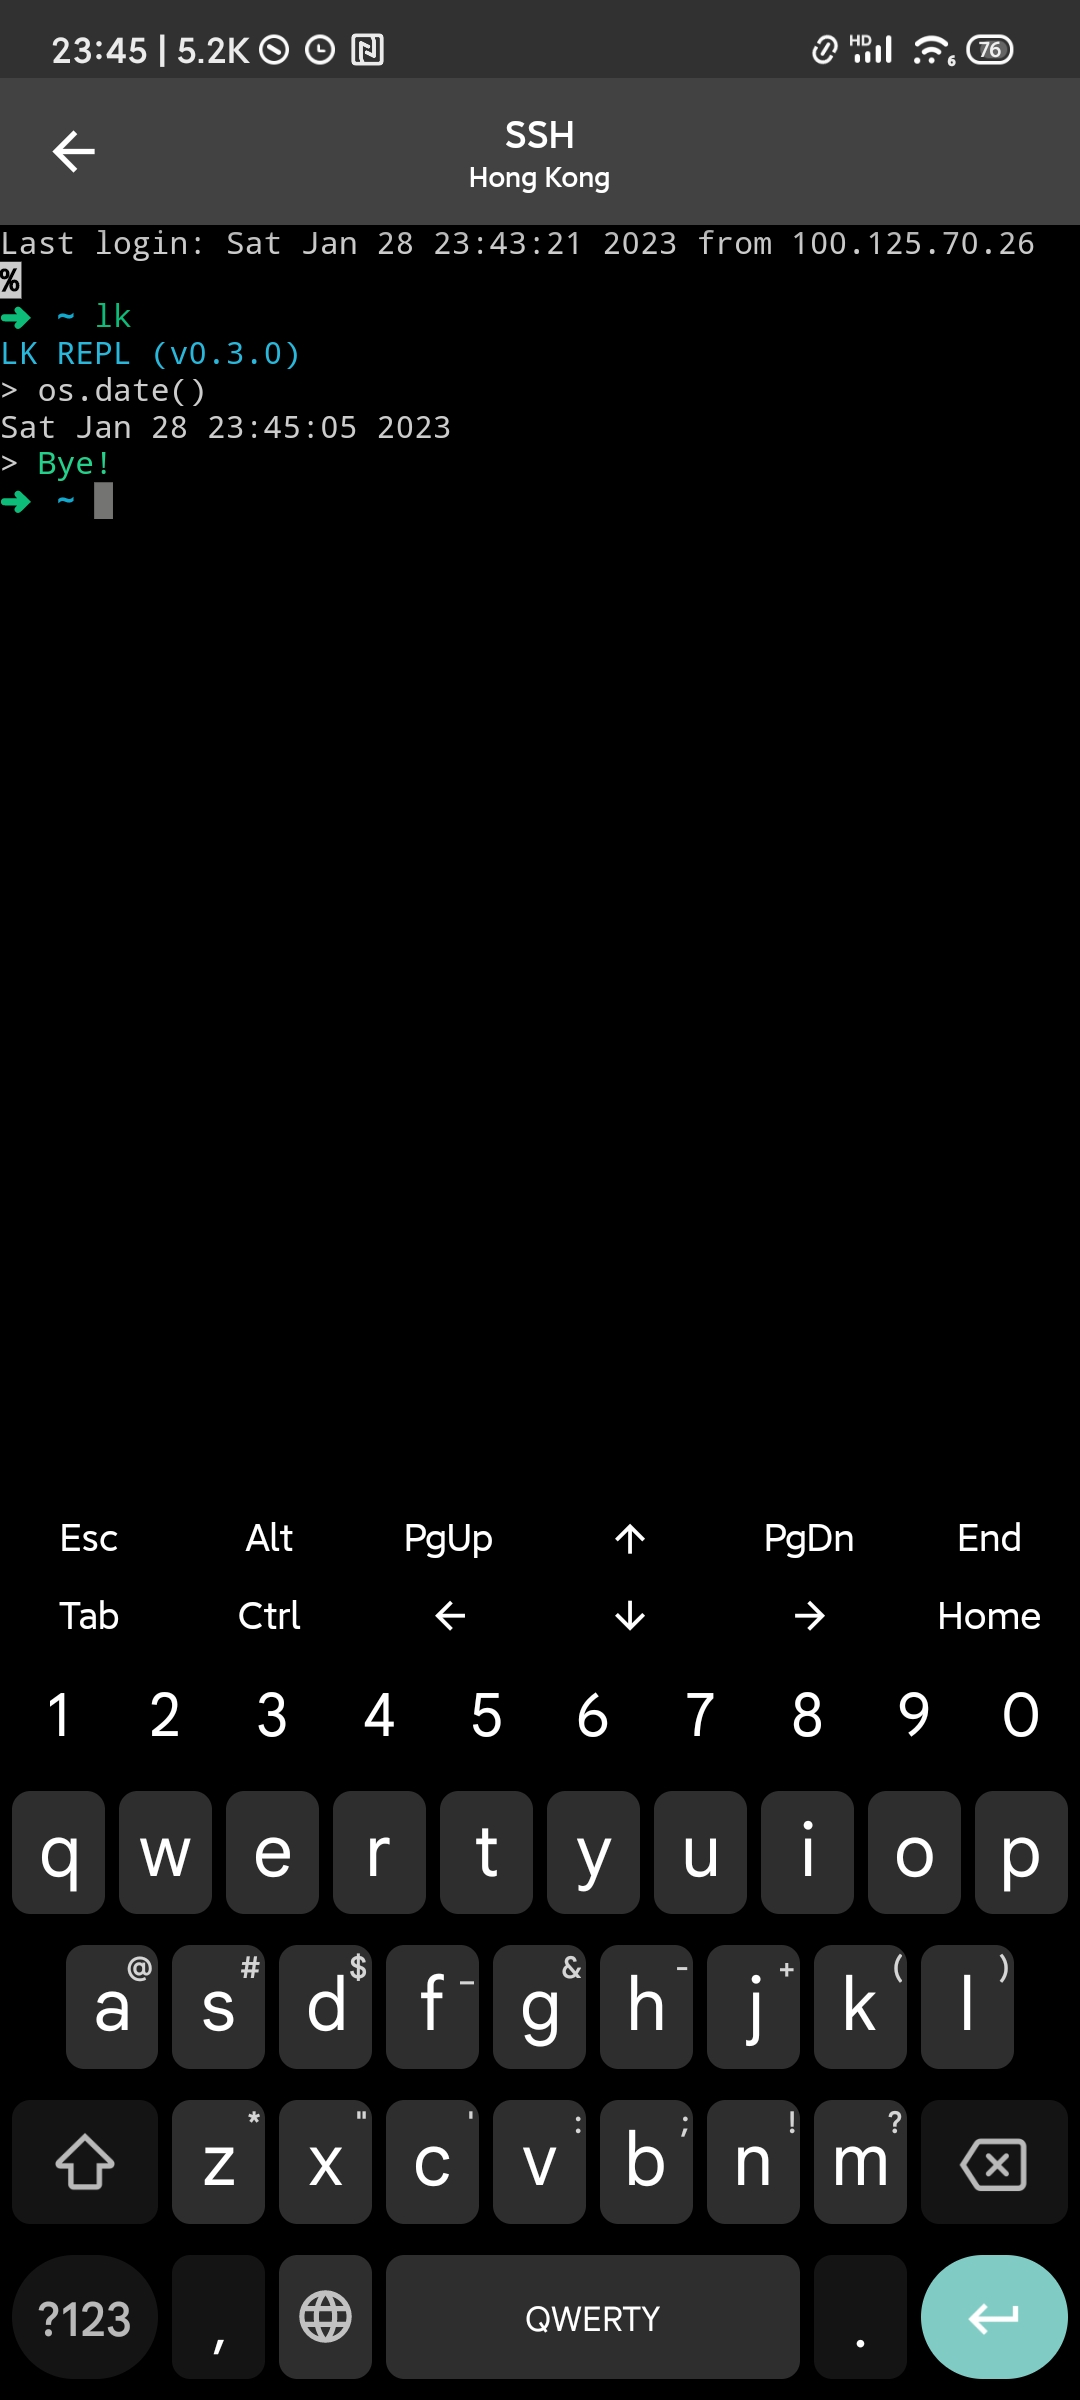 23:45 | 5.2K HD 6 76
SSH
Hong Kong
Last login: Sat Jan 28 23:43:21 2023 from 100.125.70.26
%
➜ ~ lk
LK REPL (v0.3.0)
> os.date()
Sat Jan 28 23:45:05 2023
> Bye!
➜ ~
Esc Alt PgUp ↑ PgDn End
Tab Ctrl ← ↓ → Home
1 2 3 4 5 6 7 8 9 0
q w e r t y u i o p
@ # $ _ & - + ( )
a s d f g h j k l
* " ' : ; ! ?
z x c v b n m
?123 , QWERTY .